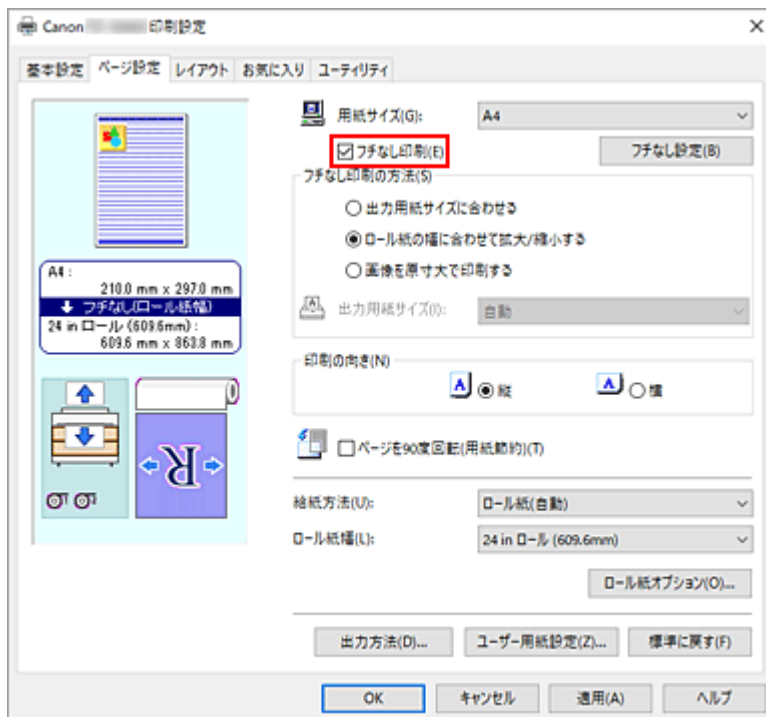 Canon 印刷設定
基本設定 ページ設定 レイアウト お気に入り ユーティリティ
用紙サイズ(G): A4
フチなし印刷(E) フチなし設定(B)
フチなし印刷の方法(S)
出力用紙サイズに合わせる
ロール紙の幅に合わせて拡大/縮小する
画像を原寸大で印刷する
出力用紙サイズ(I): 自動
A4 :
210.0 mm x 297.0 mm
フチなし(ロール紙幅)
24 in ロール (609.6mm) :
609.6 mm x 863.8 mm
印刷の向き(N)
A 縦 A 横
R
ページを90度回転(用紙節約)(T)
給紙方法(U): ロール紙(自動)
ロール紙幅(L): 24 in ロール (609.6mm)
ロール紙オプション(O)...
出力方法(D)... ユーザー用紙設定(Z)... 標準に戻す(F)
OK キャンセル 適用(A) ヘルプ